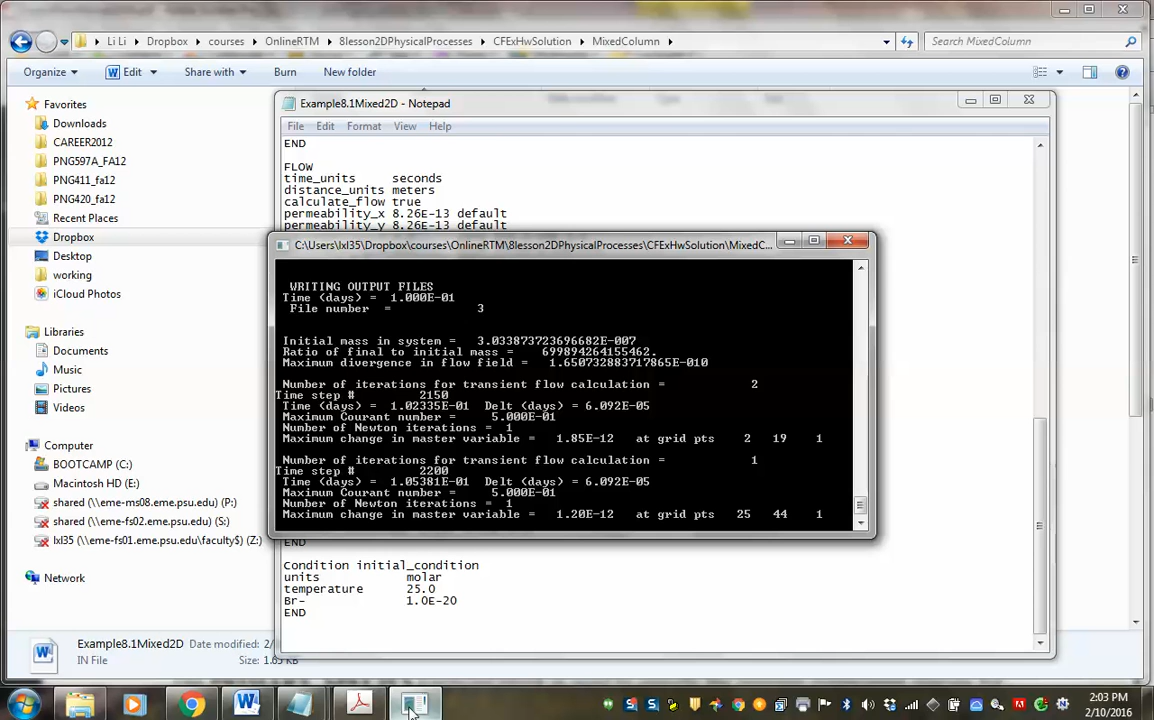 Li Li
Dropbox
courses
OnlineRTM
8lesson2DPhysicalProcesses
CFExHwSolution
MixedColumn
Search MixedColumn
Organize
Edit
Share with
Burn
New folder
Favorites
Downloads
CAREER2012
PNG597A_FA12
PNG411_fa12
PNG420_fa12
Recent Places
Dropbox
Desktop
working
iCloud Photos
Libraries
Documents
Music
Pictures
Videos
Computer
BOOTCAMP (C:)
Macintosh HD (E:)
shared (\\eme-ms08.eme.psu.edu) (P:)
shared (\\eme-fs02.eme.psu.edu) (S:)
lxl35 (\\eme-fs01.eme.psu.edu\faculty$) (Z:)
Network
Example8.1Mixed2D - Notepad
File Edit Format View Help
END
FLOW
time_units seconds
distance_units meters
calculate_flow true
permeability_x 8.26E-13 default
permeability_y 8.26E-13 default
C:\Users\lxl35\Dropbox\courses\OnlineRTM\8lesson2DPhysicalProcesses\CFExHwSolution\MixedC...
WRITING OUTPUT FILES
Time (days) = 1.000E-01
File number = 3
Initial mass in system = 3.033873723696682E-007
Ratio of final to initial mass = 699894264155462.
Maximum divergence in flow field = 1.650732883717865E-010
Number of iterations for transient flow calculation = 2
Time step # 2150
Time (days) = 1.02335E-01 Delt (days) = 6.092E-05
Maximum Courant number = 5.000E-01
Number of Newton iterations = 1
Maximum change in master variable = 1.85E-12 at grid pts 2 19 1
Number of iterations for transient flow calculation = 1
Time step # 2200
Time (days) = 1.05381E-01 Delt (days) = 6.092E-05
Maximum Courant number = 5.000E-01
Number of Newton iterations = 1
Maximum change in master variable = 1.20E-12 at grid pts 25 44 1
END
Condition initial_condition
units molar
temperature 25.0
Br- 1.0E-20
END
Example8.1Mixed2D Date modified: 2/
IN File Size: 1.65 KB
2:03 PM
2/10/2016